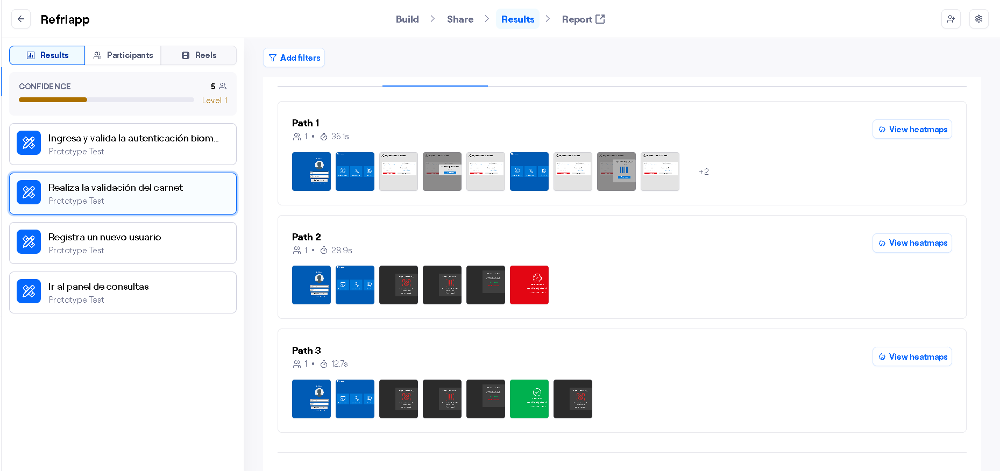 Refriapp
Build
Share
Results
Report
Results
Participants
Reels
CONFIDENCE
5
Level 1
Ingresa y valida la autenticación biom...
Prototype Test
Realiza la validación del carnet
Prototype Test
Registra un nuevo usuario
Prototype Test
Ir al panel de consultas
Prototype Test
Add filters
Path 1
1 • 35.1s
View heatmaps
+2
Path 2
1 • 28.9s
View heatmaps
Path 3
1 • 12.7s
View heatmaps